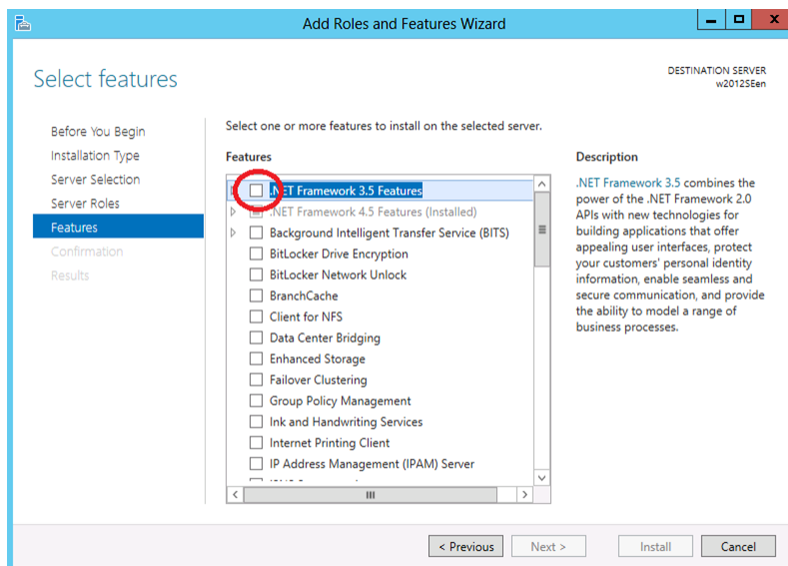 Add Roles and Features Wizard
Select features
DESTINATION SERVER
w2012SEen
Before You Begin
Installation Type
Server Selection
Server Roles
Features
Confirmation
Results
Select one or more features to install on the selected server.
Features
.NET Framework 3.5 Features
.NET Framework 4.5 Features (Installed)
Background Intelligent Transfer Service (BITS)
BitLocker Drive Encryption
BitLocker Network Unlock
BranchCache
Client for NFS
Data Center Bridging
Enhanced Storage
Failover Clustering
Group Policy Management
Ink and Handwriting Services
Internet Printing Client
IP Address Management (IPAM) Server
Description
.NET Framework 3.5 combines the
power of the .NET Framework 2.0
APIs with new technologies for
building applications that offer
appealing user interfaces, protect
your customers' personal identity
information, enable seamless and
secure communication, and provide
the ability to model a range of
business processes.
< Previous
Next >
Install
Cancel